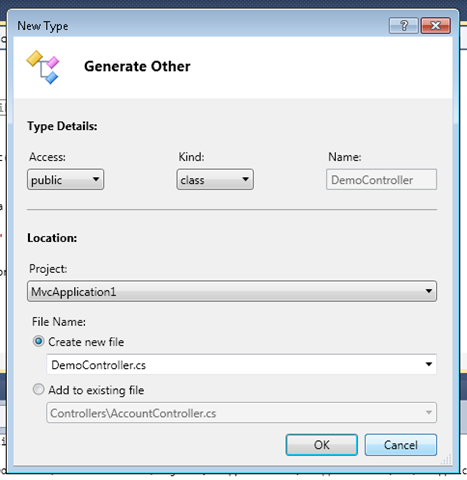 New Type
Generate Other
Type Details:
Access: Kind: Name:
public class DemoController
Location:
Project:
MvcApplication1
File Name:
Create new file
DemoController.cs
Add to existing file
Controllers\AccountController.cs
OK Cancel